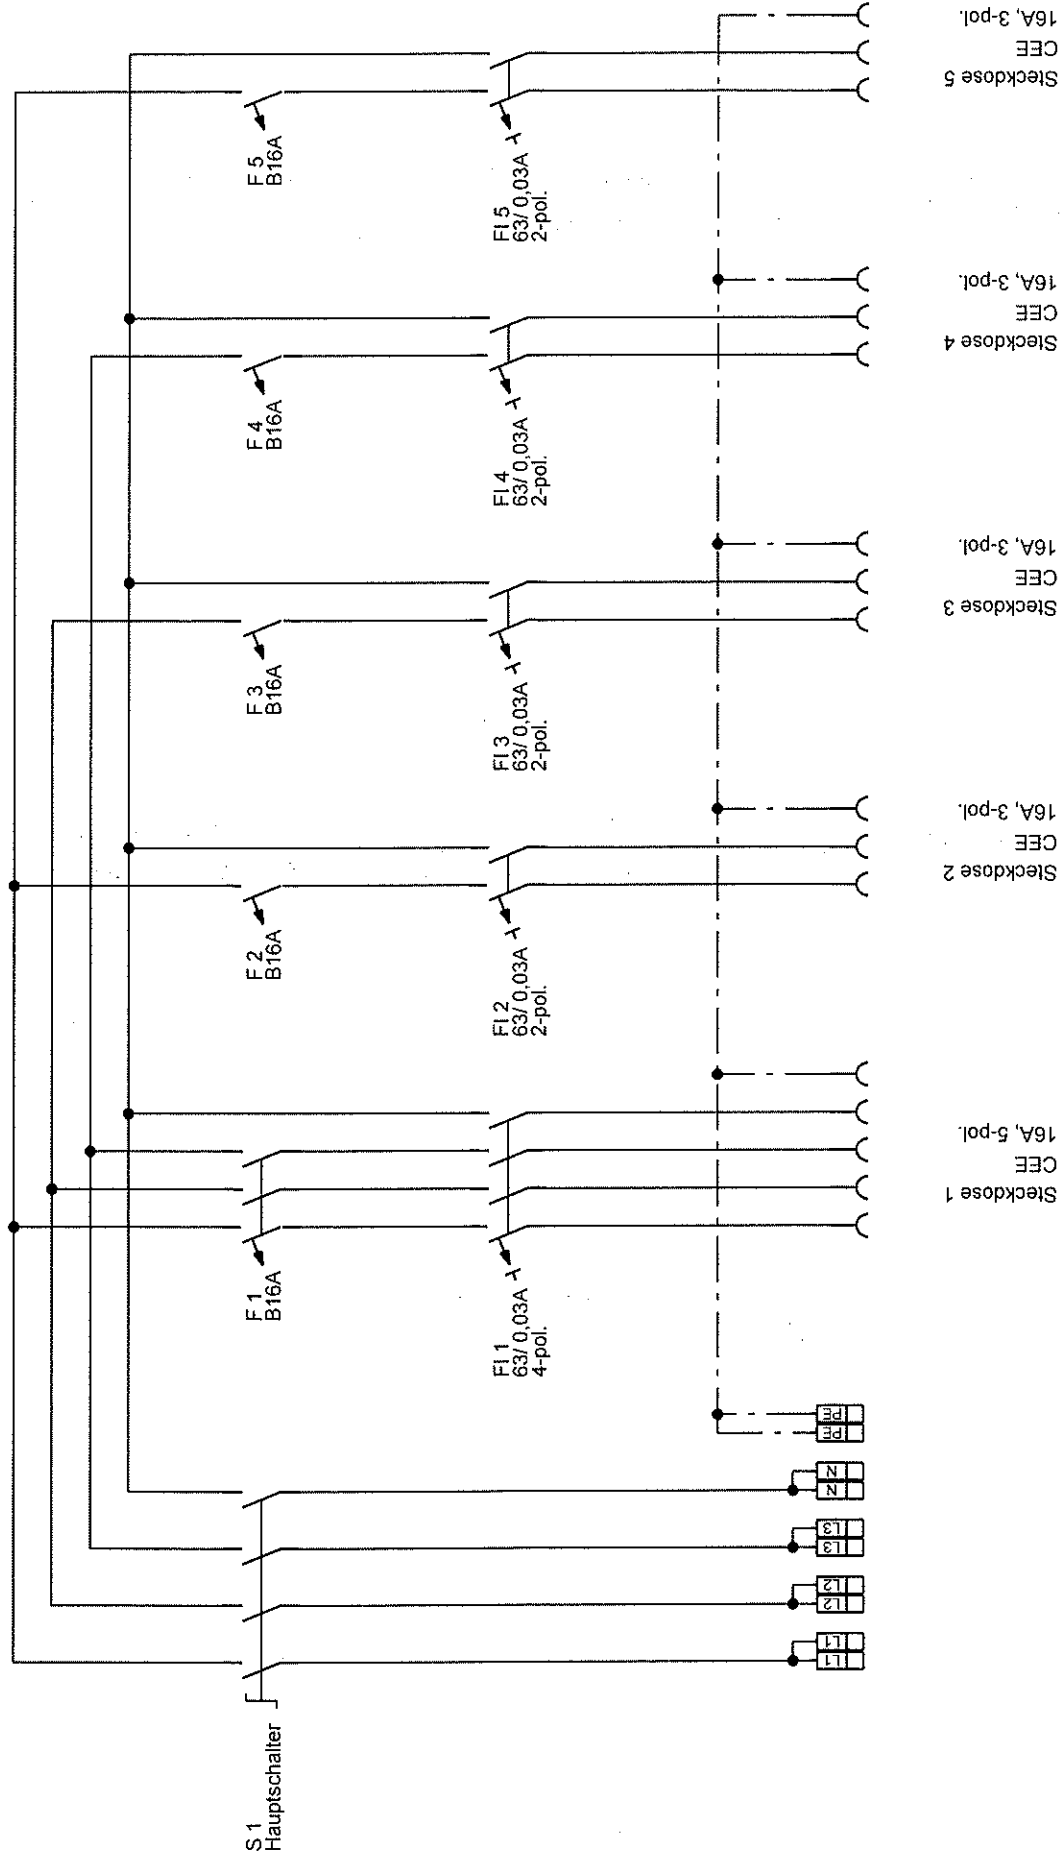 S 1
Hauptschalter
F 1
B16A
F 2
B16A
F 3
B16A
F 4
B16A
F 5
B16A
FI 1
63/ 0,03A
4-pol.
FI 2
63/ 0,03A
2-pol.
FI 3
63/ 0,03A
2-pol.
FI 4
63/ 0,03A
2-pol.
FI 5
63/ 0,03A
2-pol.
L1
L1
L2
L2
L3
L3
N
N
PE
PE
Steckdose 1
CEE
16A, 5-pol.
Steckdose 2
CEE
16A, 3-pol.
Steckdose 3
CEE
16A, 3-pol.
Steckdose 4
CEE
16A, 3-pol.
Steckdose 5
CEE
16A, 3-pol.